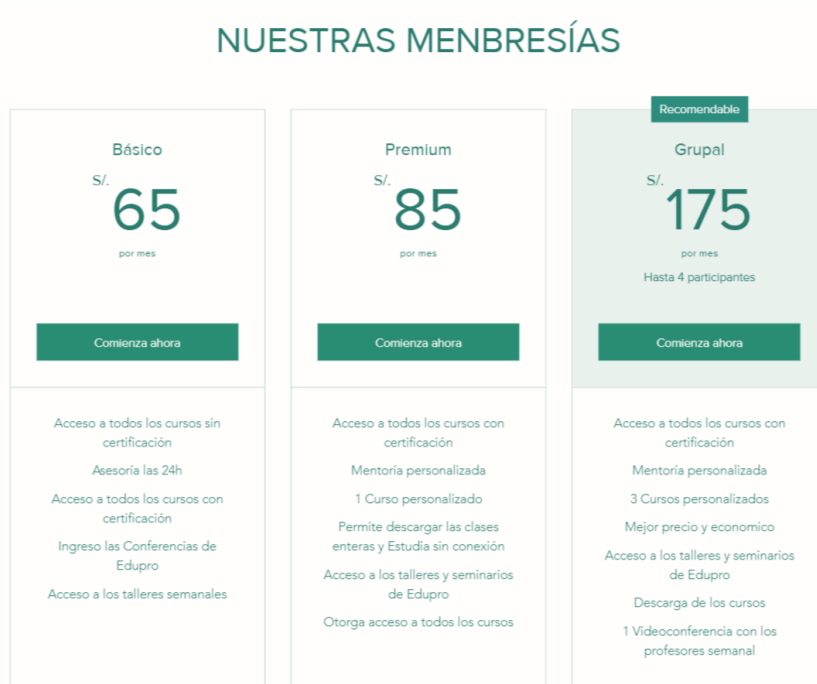 NUESTRAS MENBRESÍAS
Básico
S/.
65
por mes
Comienza ahora
Acceso a todos los cursos sin
certificación
Asesoría las 24h
Acceso a todos los cursos con
certificación
Ingreso las Conferencias de
Edupro
Acceso a los talleres semanales
Premium
S/.
85
por mes
Comienza ahora
Acceso a todos los cursos con
certificación
Mentoría personalizada
1 Curso personalizado
Permite descargar las clases
enteras y Estudia sin conexión
Acceso a los talleres y seminarios
de Edupro
Otorga acceso a todos los cursos
Recomendable
Grupal
S/.
175
por mes
Hasta 4 participantes
Comienza ahora
Acceso a todos los cursos con
certificación
Mentoría personalizada
3 Cursos personalizados
Mejor precio y economico
Acceso a los talleres y seminarios
de Edupro
Descarga de los cursos
1 Videoconferencia con los
profesores semanal